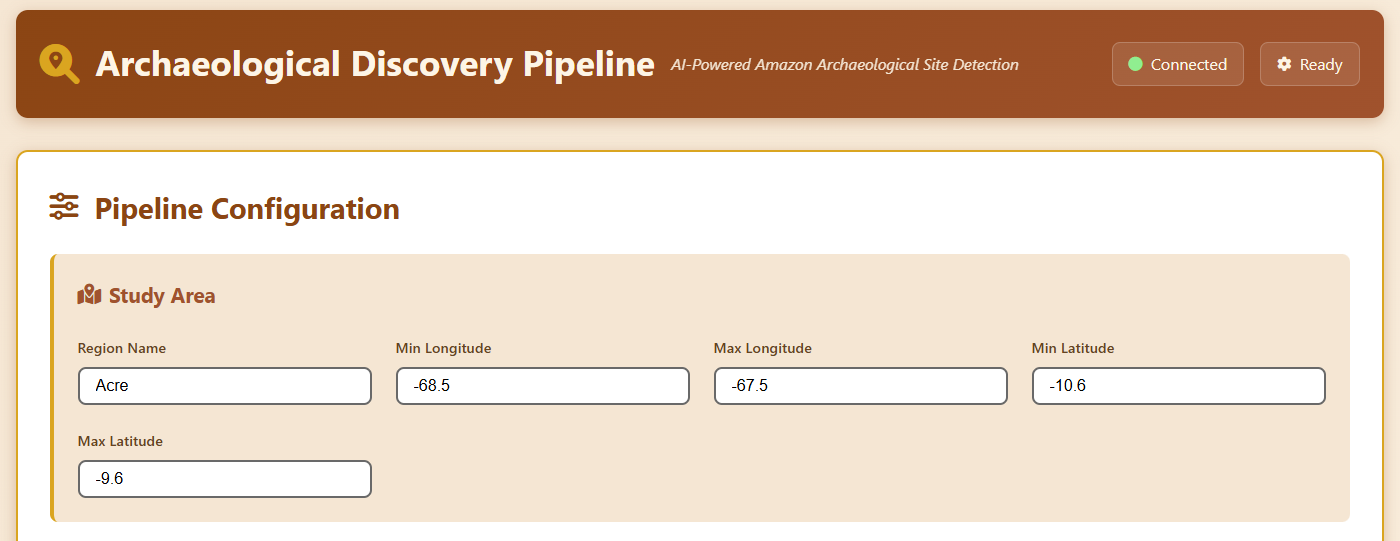 Archaeological Discovery Pipeline AI-Powered Amazon Archaeological Site Detection Connected Ready
Pipeline Configuration
Study Area
Region Name Min Longitude Max Longitude Min Latitude
Acre -68.5 -67.5 -10.6
Max Latitude
-9.6